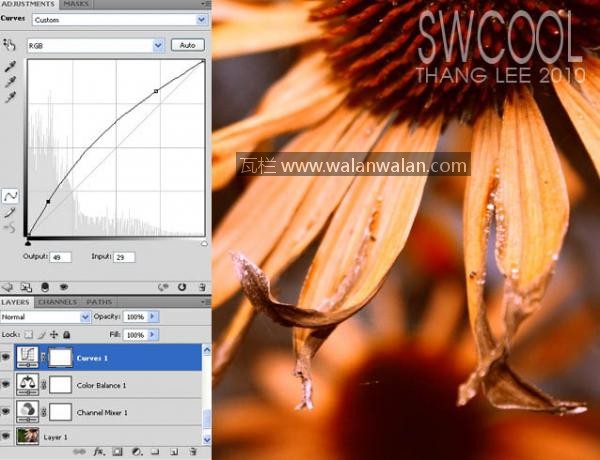 ADJUSTMENTS MASKS
Curves: Custom
RGB Auto
Output: 49 Input: 29
LAYERS CHANNELS PATHS
Normal Opacity: 100%
Lock: Fill: 100%
Curves 1
Color Balance 1
Channel Mixer 1
Layer 1
fx
SWCOOL
THANG LEE 2010
瓦栏 www.walanwalan.com